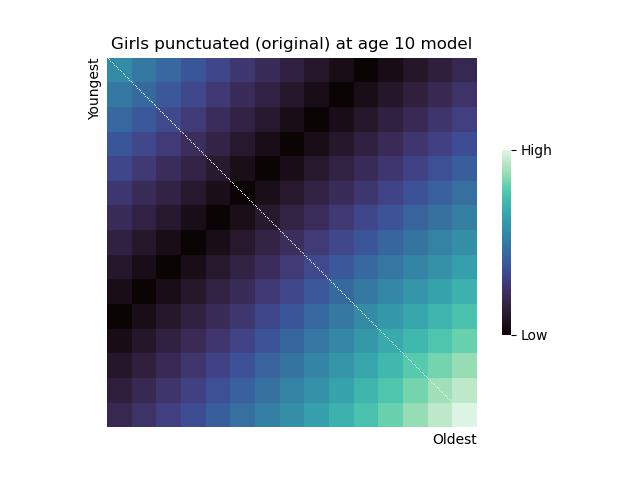 Girls punctuated (original) at age 10 model
Youngest
High
Low
Oldest